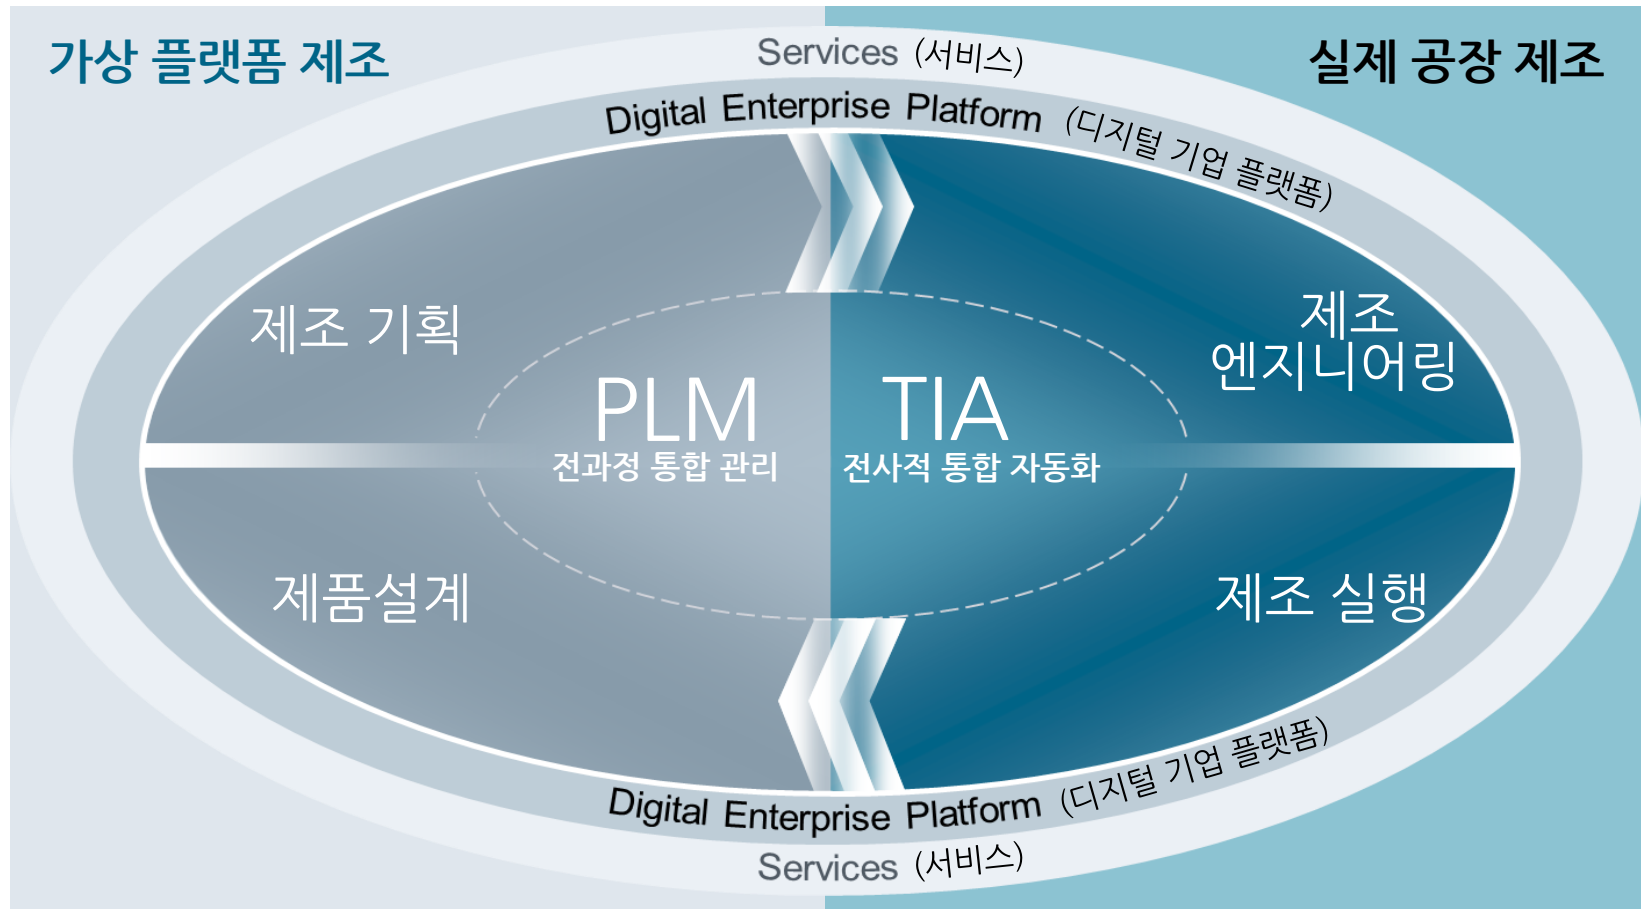 가상 플랫폼 제조
실제 공장 제조
Services (서비스)
Digital Enterprise Platform (디지털 기업 플랫폼)
제조 기획
제조
엔지니어링
PLM
전과정 통합 관리
TIA
전사적 통합 자동화
제품설계
제조 실행
Digital Enterprise Platform (디지털 기업 플랫폼)
Services (서비스)